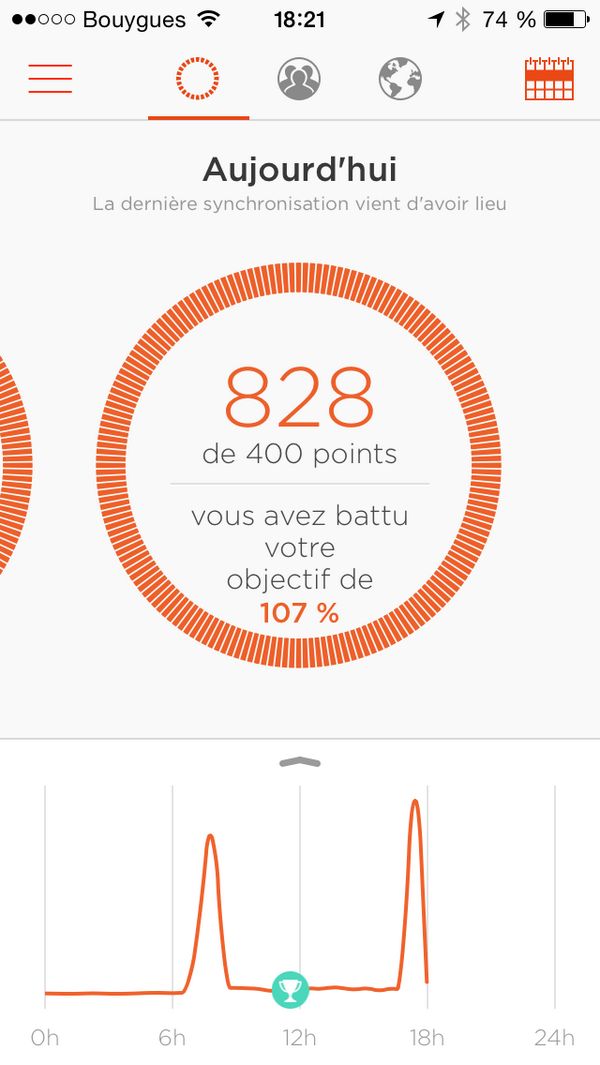 Bouygues 18:21 74 %
Aujourd'hui
La dernière synchronisation vient d'avoir lieu
828
de 400 points
vous avez battu
votre
objectif de
107 %
0h 6h 12h 18h 24h